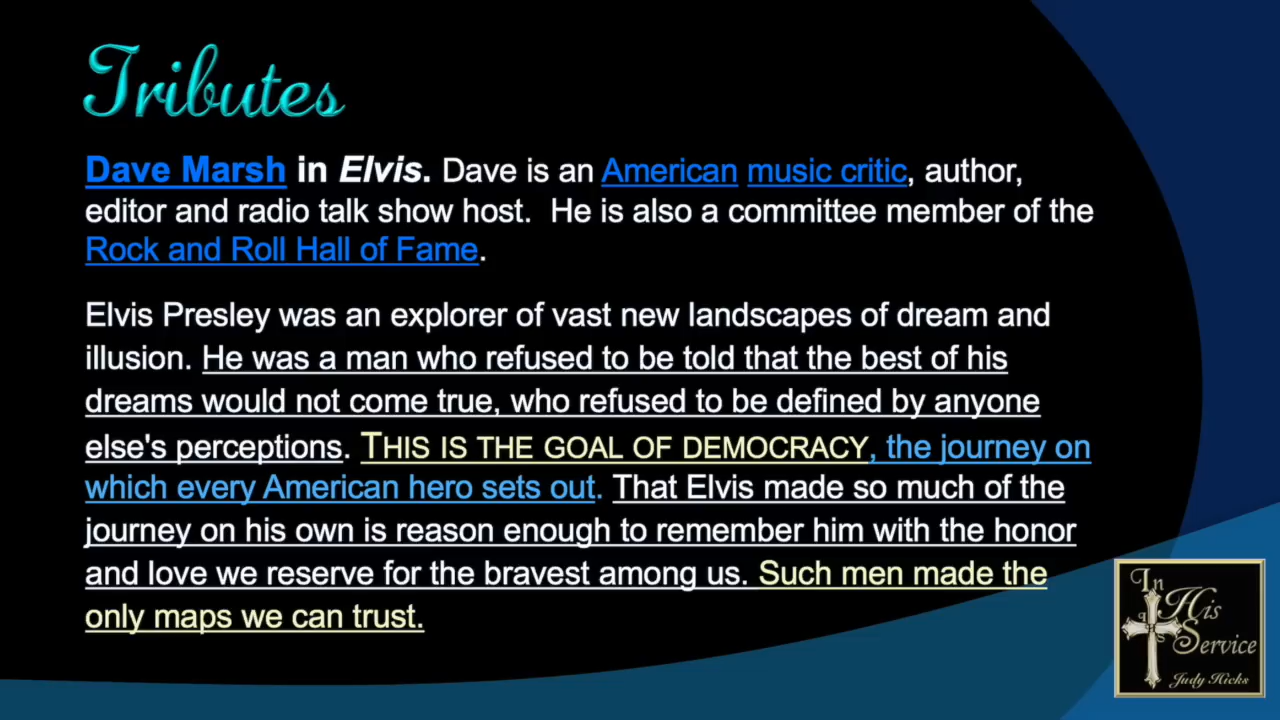 Tributes
Dave Marsh in Elvis. Dave is an American music critic, author,
editor and radio talk show host.  He is also a committee member of the
Rock and Roll Hall of Fame.
Elvis Presley was an explorer of vast new landscapes of dream and
illusion. He was a man who refused to be told that the best of his
dreams would not come true, who refused to be defined by anyone
else's perceptions. THIS IS THE GOAL OF DEMOCRACY, the journey on
which every American hero sets out. That Elvis made so much of the
journey on his own is reason enough to remember him with the honor
and love we reserve for the bravest among us. Such men made the
only maps we can trust.
In
His
Service
Judy Hicks